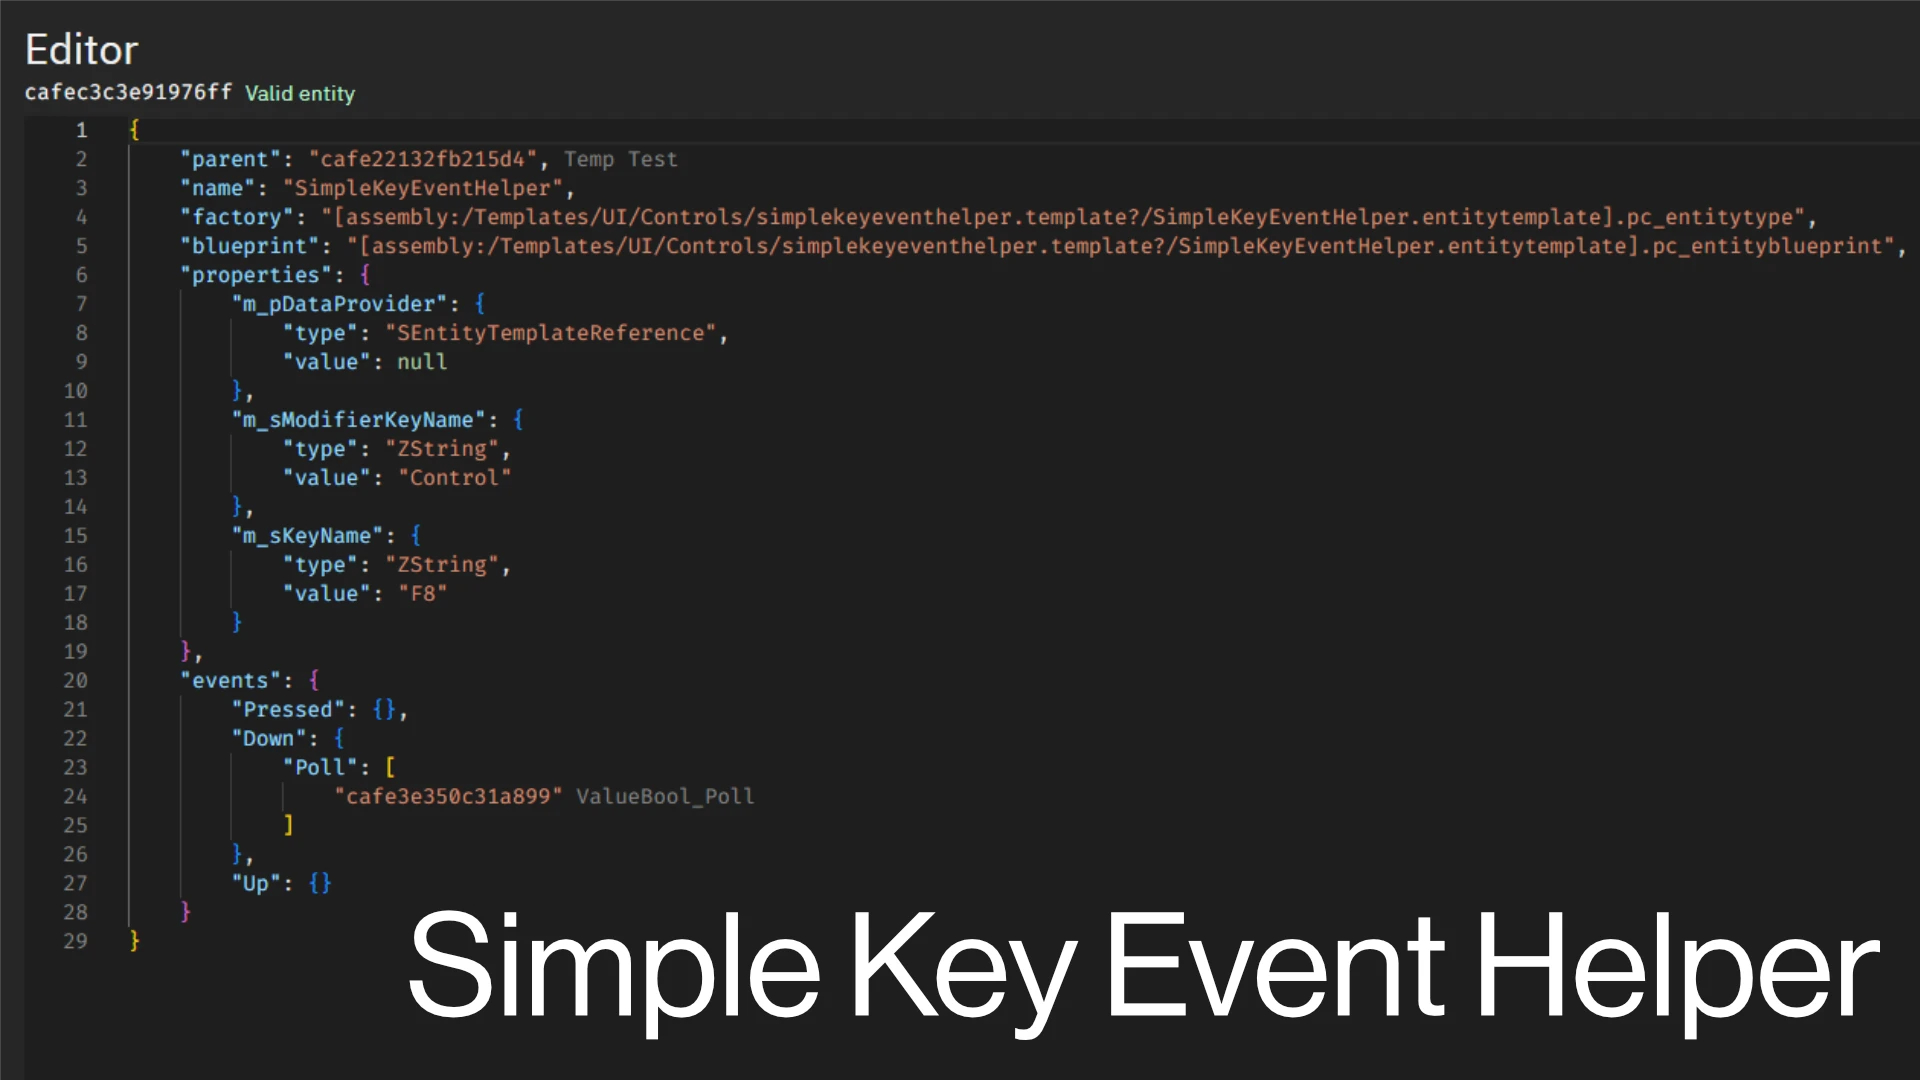 Editor
cafec3c3e91976ff Valid entity
1 {
2 "parent": "cafe22132fb215d4", Temp Test
3 "name": "SimpleKeyEventHelper",
4 "factory": "[assembly:/Templates/UI/Controls/simplekeyeventhelper.template?/SimpleKeyEventHelper.entitytemplate].pc_entitytype",
5 "blueprint": "[assembly:/Templates/UI/Controls/simplekeyeventhelper.template?/SimpleKeyEventHelper.entitytemplate].pc_entityblueprint",
6 "properties": {
7 "m_pDataProvider": {
8 "type": "SEntityTemplateReference",
9 "value": null
10 },
11 "m_sModifierKeyName": {
12 "type": "ZString",
13 "value": "Control"
14 },
15 "m_sKeyName": {
16 "type": "ZString",
17 "value": "F8"
18 }
19 },
20 "events": {
21 "Pressed": {},
22 "Down": {
23 "Poll": [
24 "cafe3e350c31a899" ValueBool_Poll
25 ]
26 },
27 "Up": {}
28 }
29 }
Simple Key Event Helper